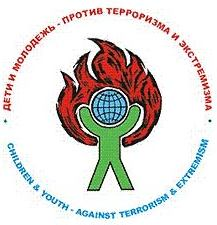 ДЕТИ И МОЛОДЕЖЬ - ПРОТИВ ТЕРРОРИЗМА И ЭКСТРЕМИЗМА
CHILDREN & YOUTH - AGAINST TERRORISM & EXTREMISM